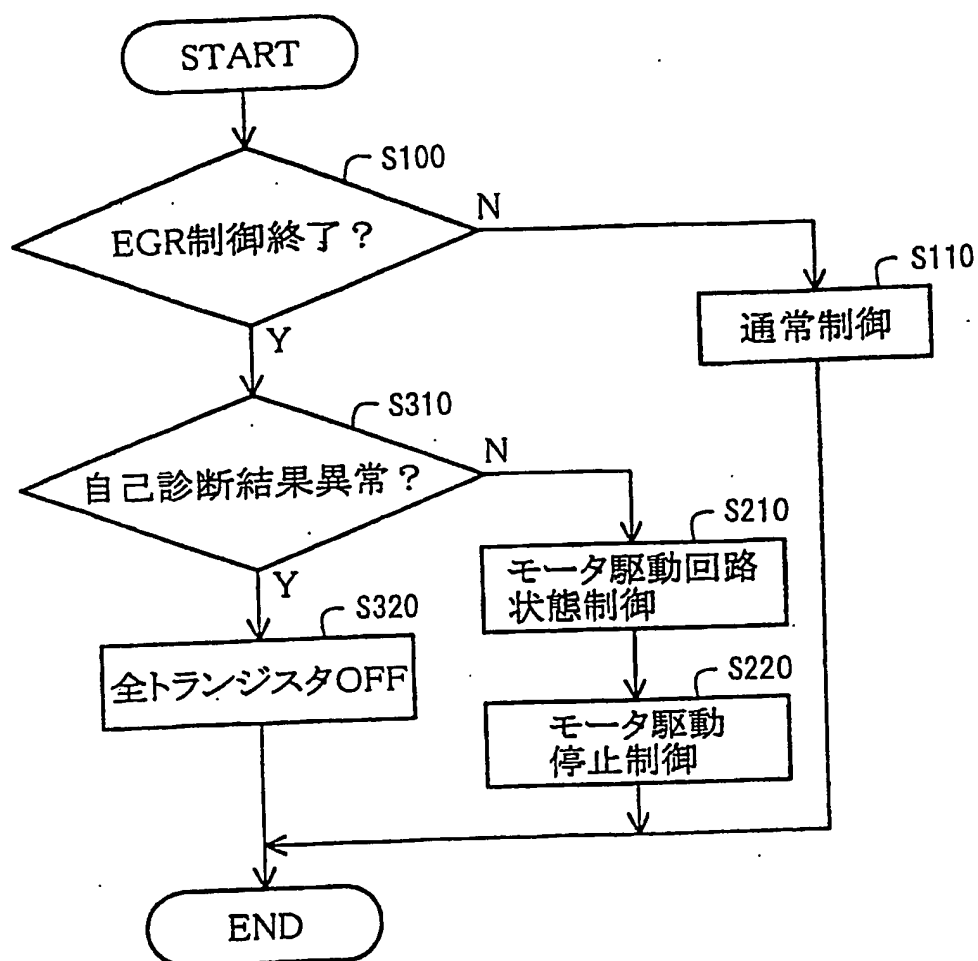 START
S100
EGR制御終了?
N
Y
S110
通常制御
S310
自己診断結果異常?
N
Y
S210
モータ駆動回路
状態制御
S320
全トランジスタOFF
S220
モータ駆動
停止制御
END